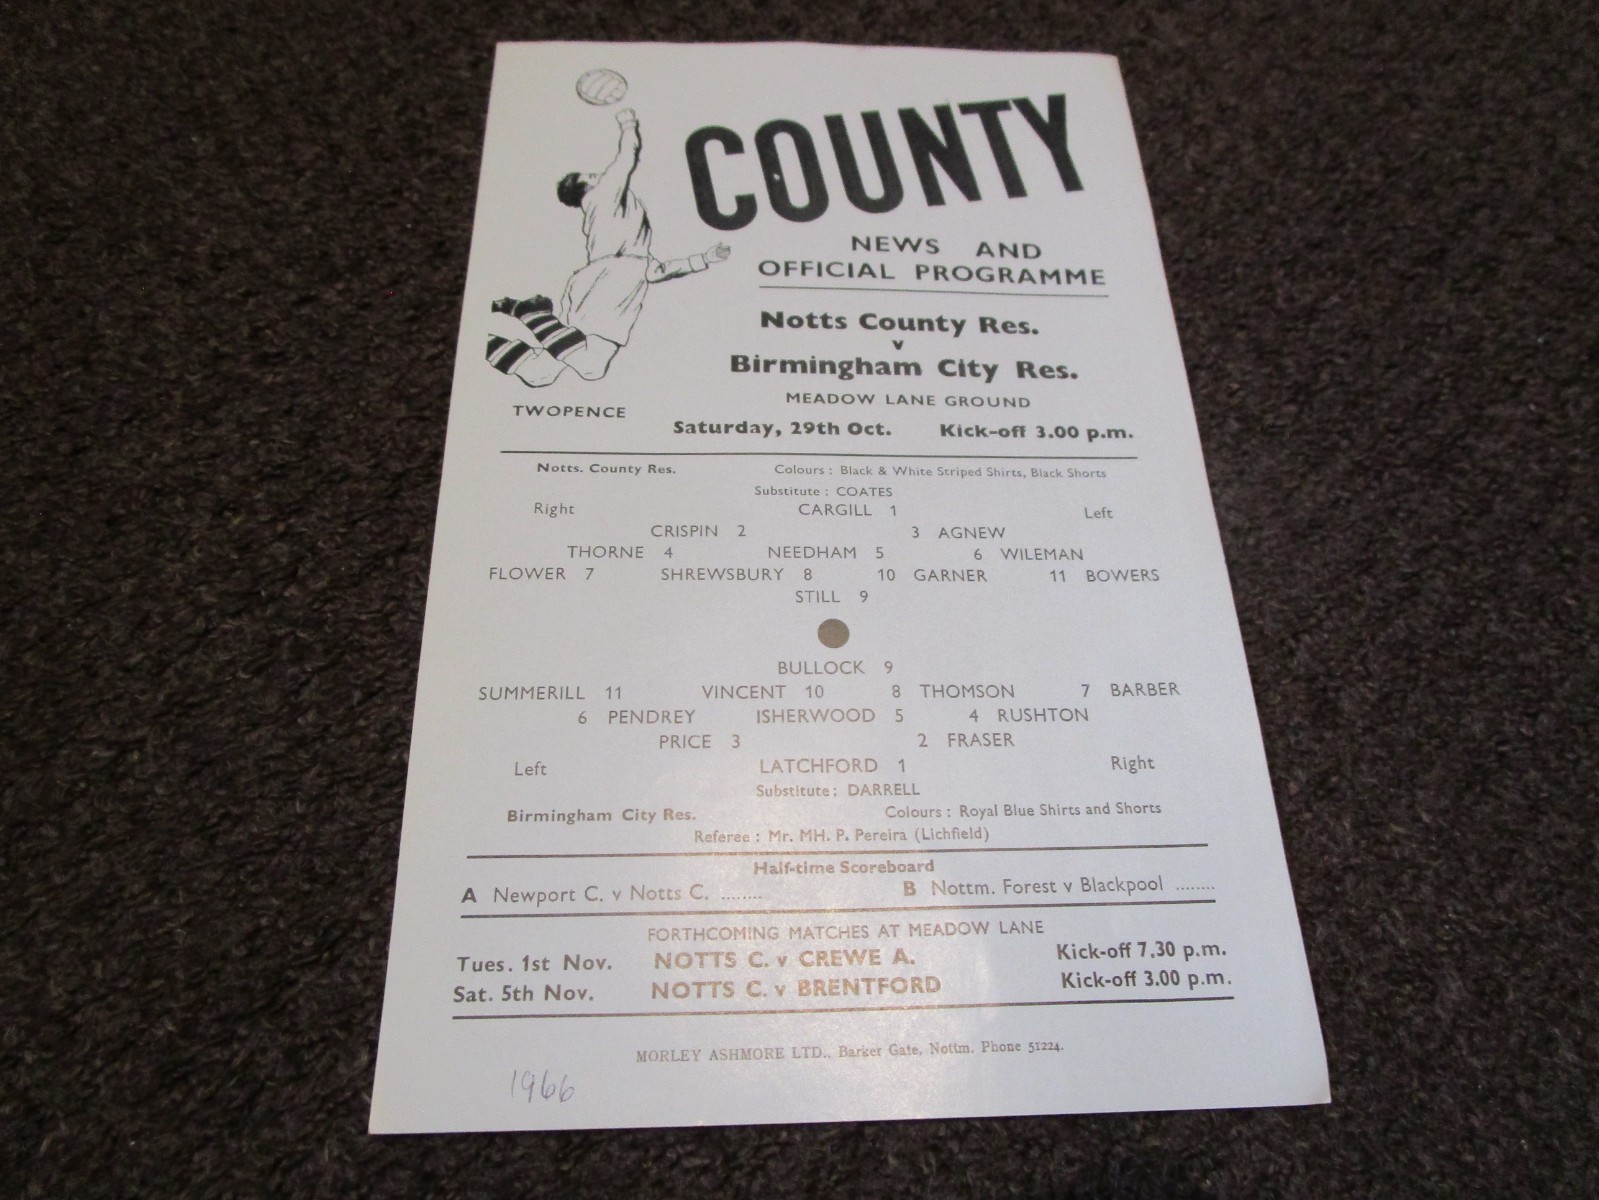 COUNTY
NEWS AND
OFFICIAL PROGRAMME
Notts County Res.
v
Birmingham City Res.
MEADOW LANE GROUND
TWOPENCE
Saturday, 29th Oct. Kick-off 3.00 p.m.
Notts. County Res. Colours : Black & White Striped Shirts, Black Shorts
Substitute : COATES
Right CARGILL 1 Left
CRISPIN 2 3 AGNEW
THORNE 4 NEEDHAM 5 6 WILEMAN
FLOWER 7 SHREWSBURY 8 10 GARNER 11 BOWERS
STILL 9
BULLOCK 9
SUMMERILL 11 VINCENT 10 8 THOMSON 7 BARBER
6 PENDREY ISHERWOOD 5 4 RUSHTON
PRICE 3 2 FRASER
Left LATCHFORD 1 Right
Substitute : DARRELL
Birmingham City Res. Colours : Royal Blue Shirts and Shorts
Referee : Mr. MH. P. Pereira (Lichfield)
Half-time Scoreboard
A Newport C. v Notts C. ........ B Nottm. Forest v Blackpool ........
FORTHCOMING MATCHES AT MEADOW LANE
Tues. 1st Nov. NOTTS C. v CREWE A. Kick-off 7.30 p.m.
Sat. 5th Nov. NOTTS C. v BRENTFORD Kick-off 3.00 p.m.
MORLEY ASHMORE LTD., Barker Gate, Nottm. Phone 51224.
1966